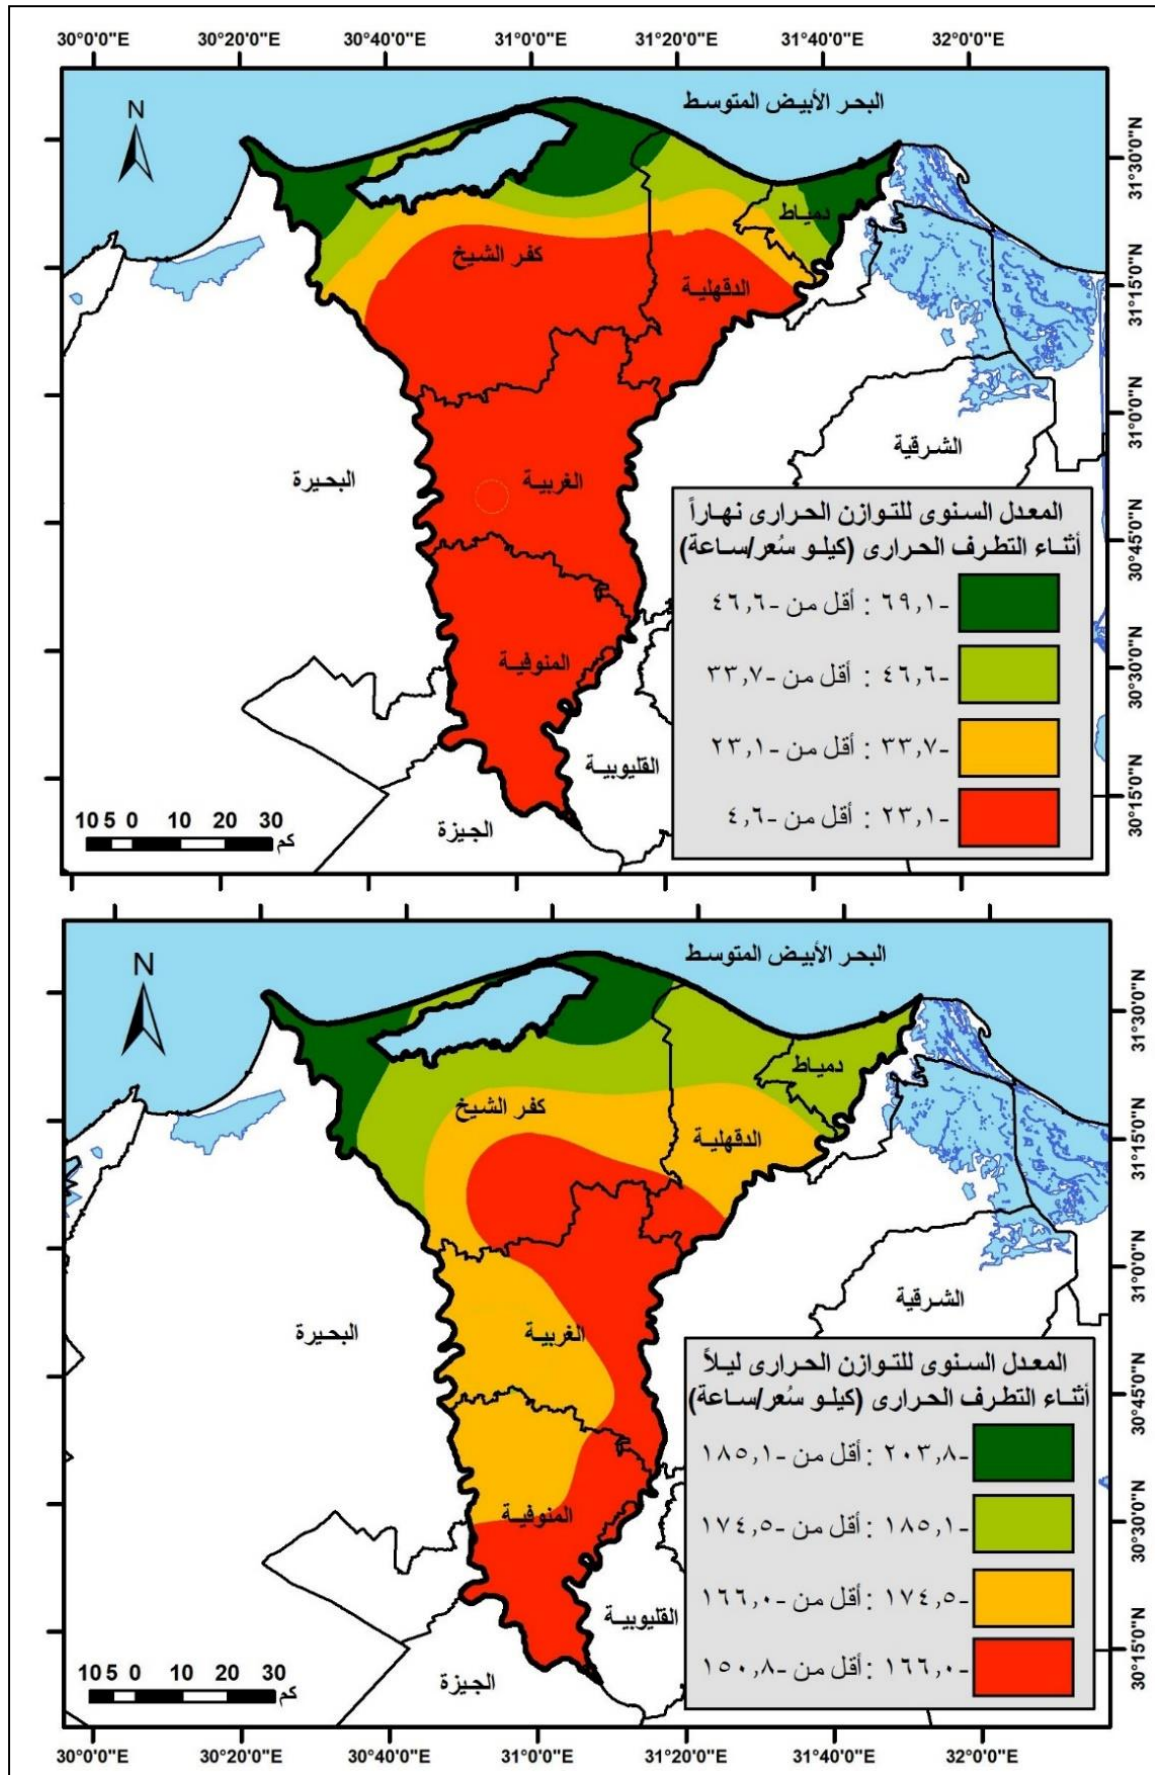 30°0'0"E 30°20'0"E 30°40'0"E 31°0'0"E 31°20'0"E 31°40'0"E 32°0'0"E
البحر الأبيض المتوسط
N
31°30'0"N
دمياط
كفر الشيخ
الدقهلية
31°15'0"N
31°0'0"N
الشرقية
البحيرة
الغربية
30°45'0"N
المعدل السنوى للتوازن الحرارى نهاراً
أثناء التطرف الحرارى (كيلو سُعر/ساعة)
-٦٩,١ : أقل من -٤٦,٦
-٤٦,٦ : أقل من -٣٣,٧
-٣٣,٧ : أقل من -٢٣,١
-٢٣,١ : أقل من -٤,٦
المنوفية
30°30'0"N
القليوبية
30°15'0"N
الجيزة
10 5 0 10 20 30
كم
البحر الأبيض المتوسط
N
31°30'0"N
دمياط
كفر الشيخ
الدقهلية
31°15'0"N
31°0'0"N
الشرقية
البحيرة
الغربية
30°45'0"N
المعدل السنوى للتوازن الحرارى ليلاً
أثناء التطرف الحرارى (كيلو سُعر/ساعة)
-٢٠٣,٨ : أقل من -١٨٥,١
-١٨٥,١ : أقل من -١٧٤,٥
-١٧٤,٥ : أقل من -١٦٦,٠
-١٦٦,٠ : أقل من -١٥٠,٨
المنوفية
30°30'0"N
القليوبية
30°15'0"N
الجيزة
10 5 0 10 20 30
كم
30°0'0"E 30°20'0"E 30°40'0"E 31°0'0"E 31°20'0"E 31°40'0"E 32°0'0"E